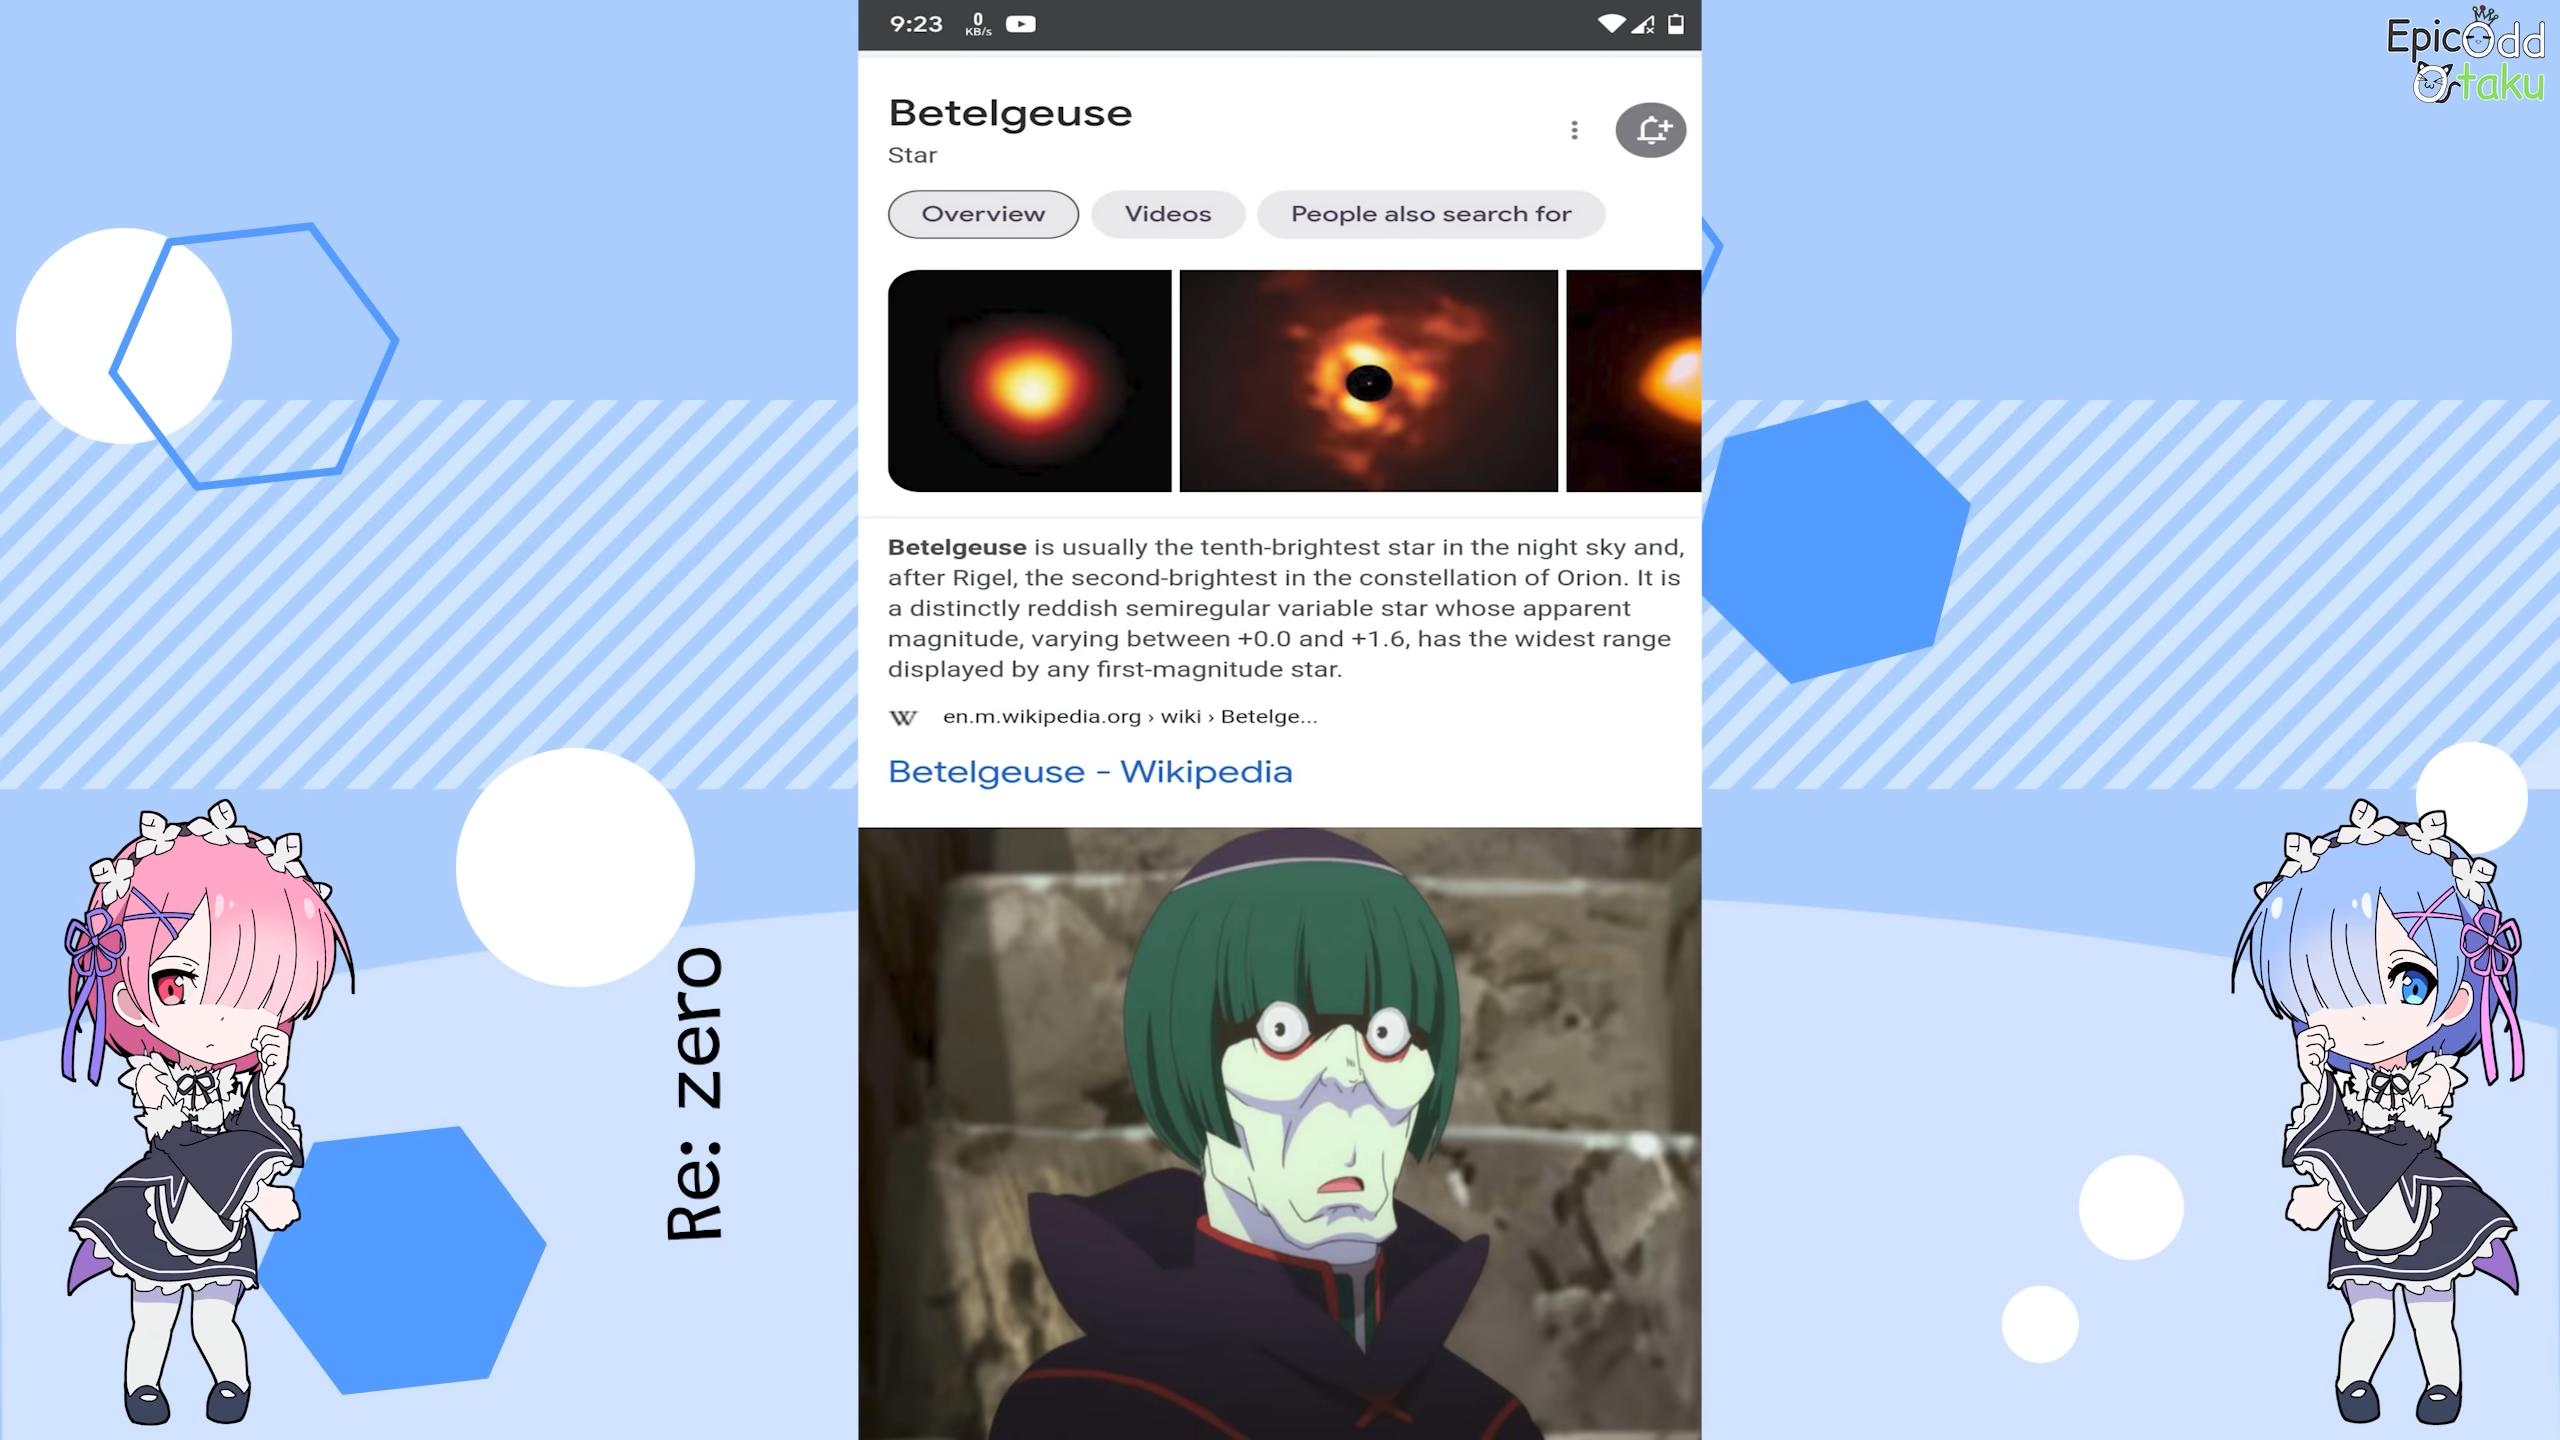 9:23
0
KB/s
EpicOdd
Otaku
Betelgeuse
Star
Overview
Videos
People also search for
Betelgeuse is usually the tenth-brightest star in the night sky and,
after Rigel, the second-brightest in the constellation of Orion. It is
a distinctly reddish semiregular variable star whose apparent
magnitude, varying between +0.0 and +1.6, has the widest range
displayed by any first-magnitude star.
W
en.m.wikipedia.org › wiki › Betelge...
Betelgeuse - Wikipedia
Re: zero